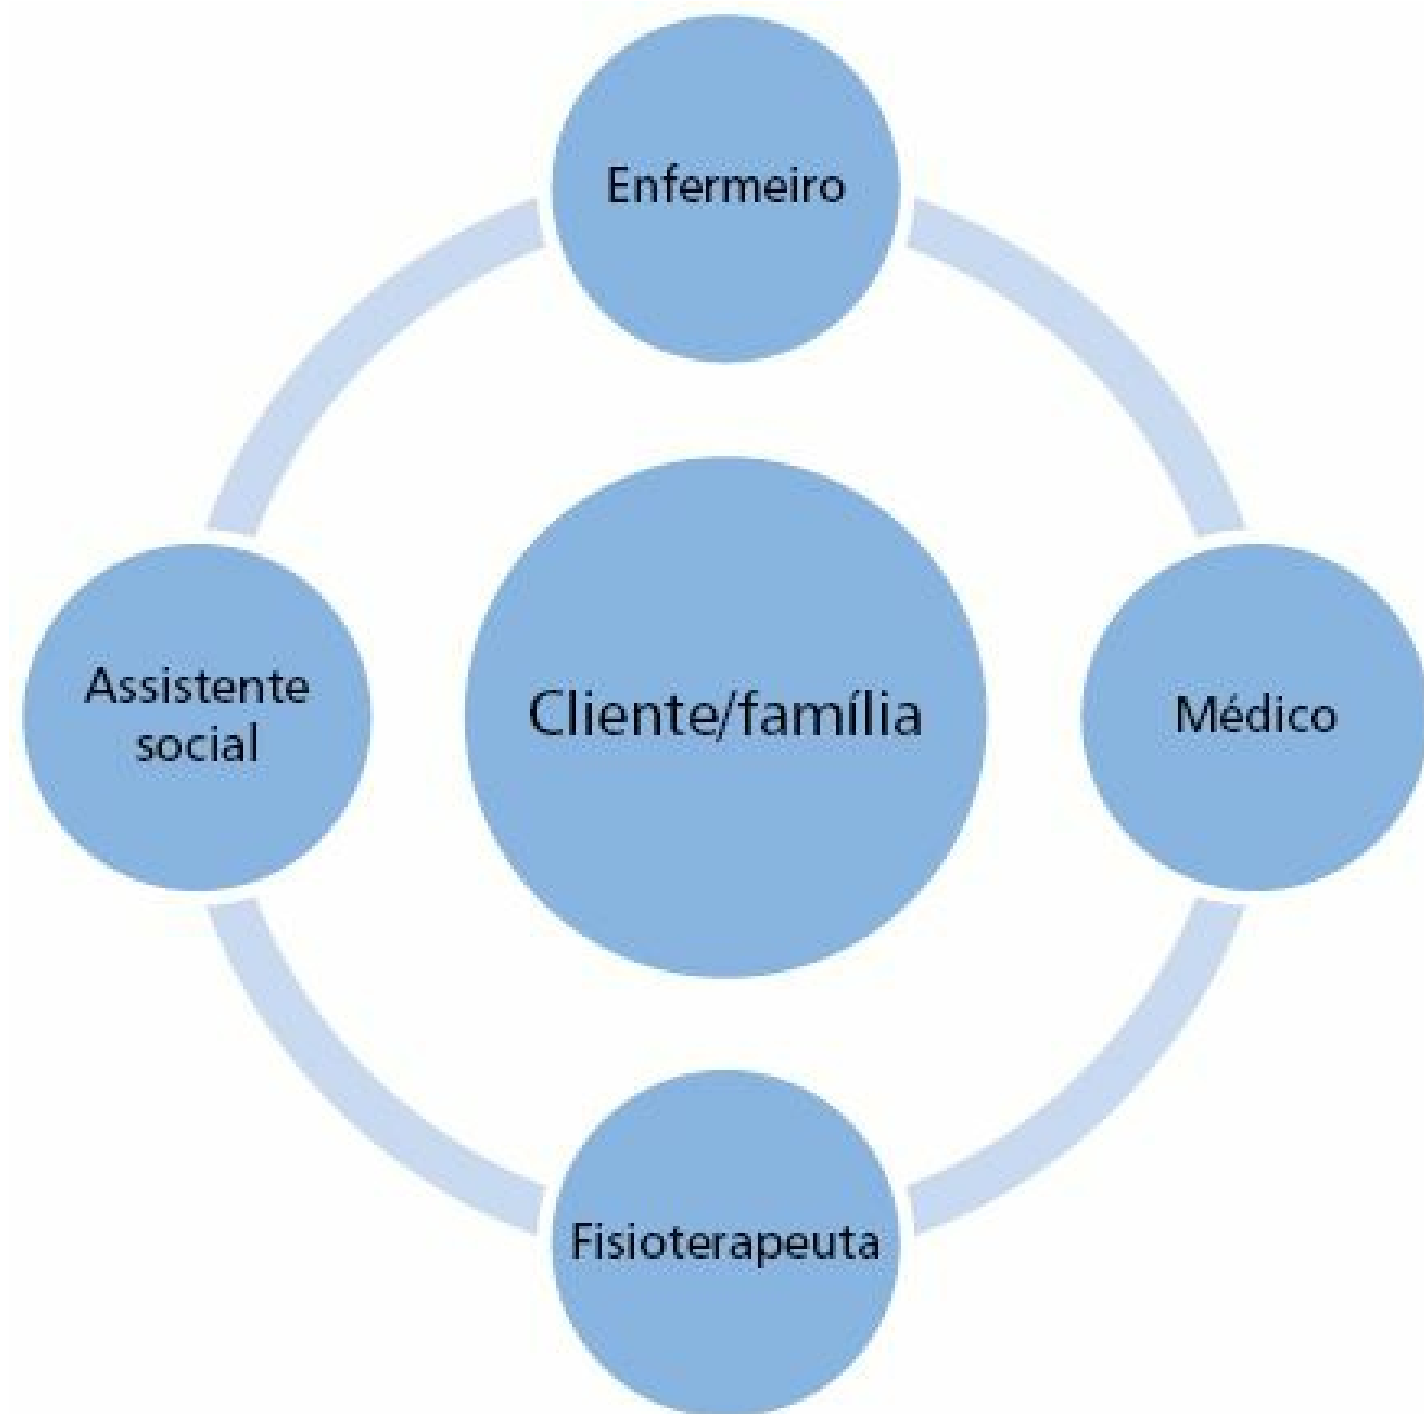 Enfermeiro
Assistente
social
Cliente/família
Médico
Fisioterapeuta